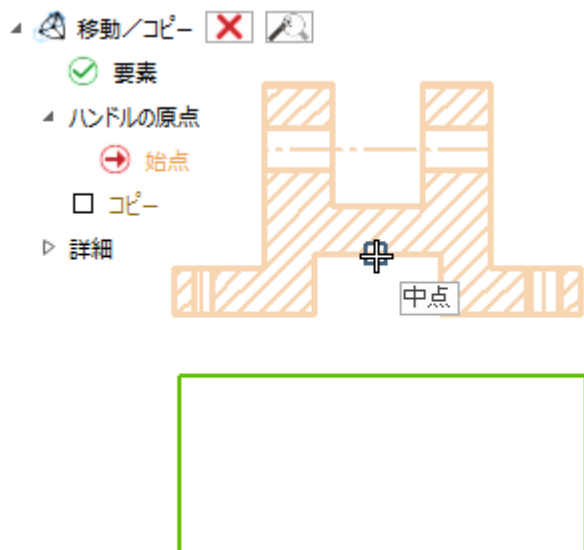 移動／コピー
要素
ハンドルの原点
始点
コピー
詳細
中点